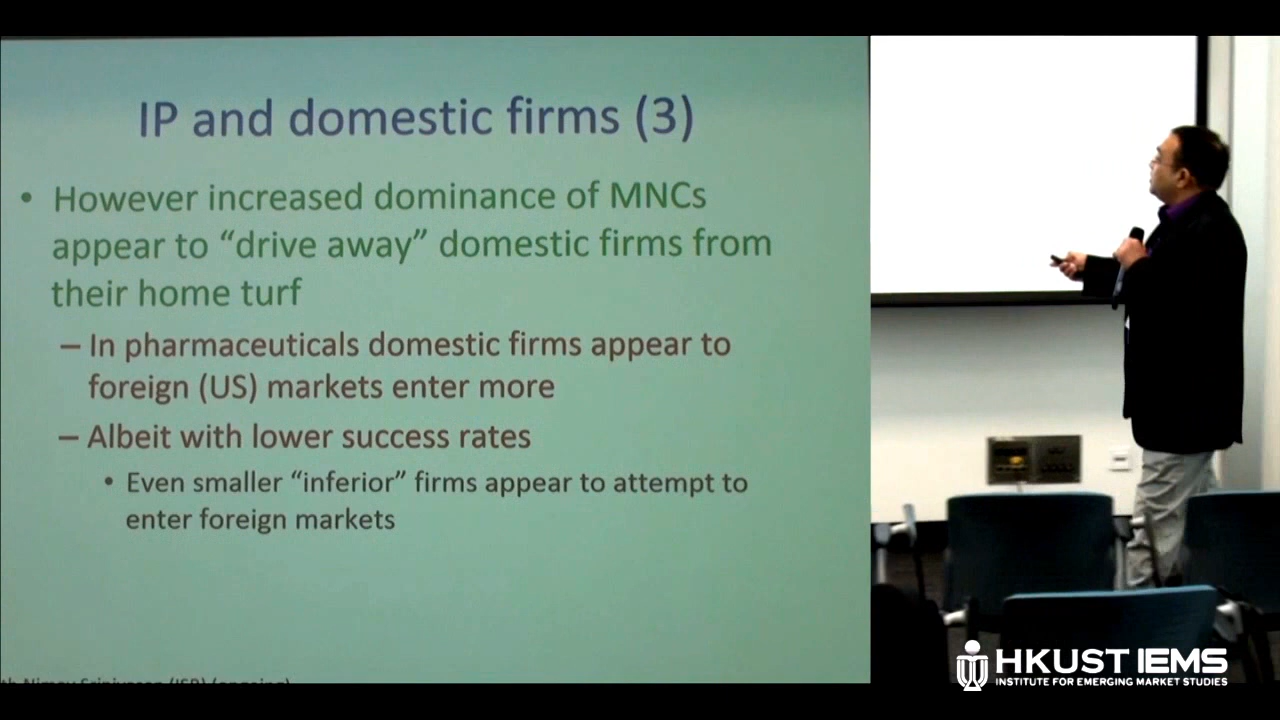 IP and domestic firms (3)
• However increased dominance of MNCs
appear to “drive away” domestic firms from
their home turf
– In pharmaceuticals domestic firms appear to
foreign (US) markets enter more
– Albeit with lower success rates
• Even smaller “inferior” firms appear to attempt to
enter foreign markets
HKUST IEMS
INSTITUTE FOR EMERGING MARKET STUDIES